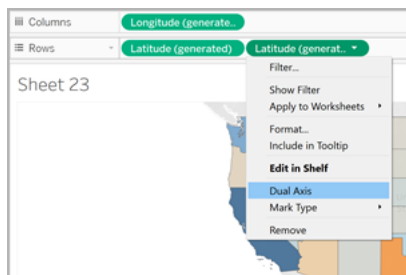 Columns
Longitude (generate..
Rows
Latitude (generated)
Latitude (generat..
Sheet 23
Filter...
Show Filter
Apply to Worksheets
Format...
Include in Tooltip
Edit in Shelf
Dual Axis
Mark Type
Remove